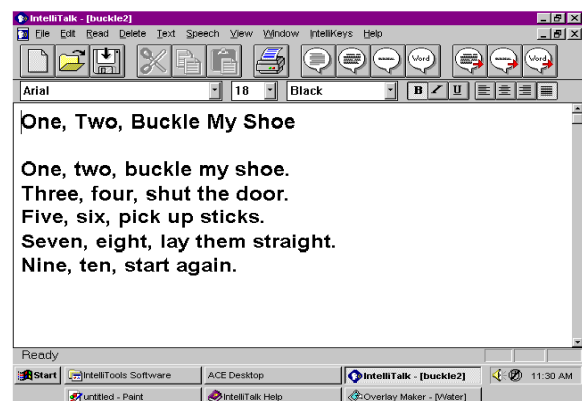 IntelliTalk - [buckle2]
File Edit Read Delete Text Speech View Window IntelliKeys Help
Word Word
Arial 18 Black B I U
One, Two, Buckle My Shoe
One, two, buckle my shoe.
Three, four, shut the door.
Five, six, pick up sticks.
Seven, eight, lay them straight.
Nine, ten, start again.
Ready
Start IntelliTools Software ACE Desktop IntelliTalk - [buckle2] 11:30 AM
untitled - Paint IntelliTalk Help Overlay Maker - [Water]